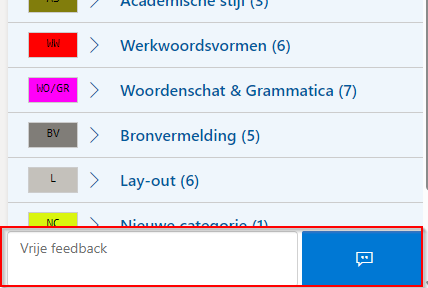 Academische stijl (3)
WW Werkwoordsvormen (6)
WO/GR Woordenschat & Grammatica (7)
BV Bronvermelding (5)
L Lay-out (6)
NC Nieuwe categorie (1)
Vrije feedback